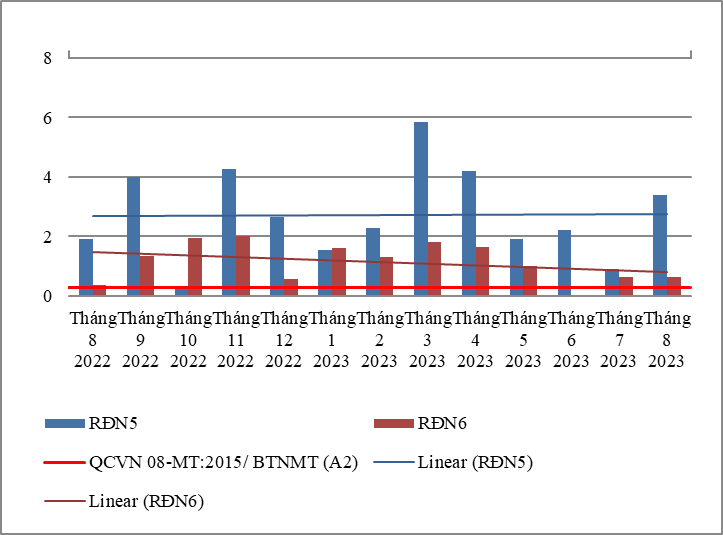 8
6
4
2
0
Tháng Tháng Tháng Tháng Tháng Tháng Tháng Tháng Tháng Tháng Tháng Tháng Tháng
8 9 10 11 12 1 2 3 4 5 6 7 8
2022 2022 2022 2022 2022 2023 2023 2023 2023 2023 2023 2023 2023
RĐN5 RĐN6
QCVN 08-MT:2015/ BTNMT (A2) Linear (RĐN5)
Linear (RĐN6)